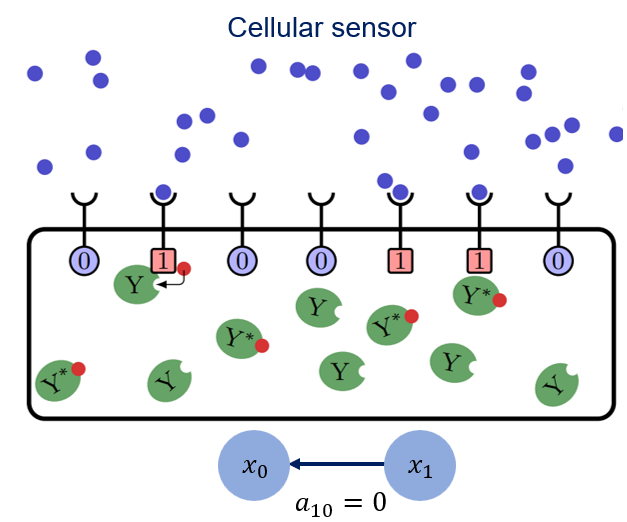 Cellular sensor
0 1 0 0 1 1 0
Y
Y*
Y
Y*
Y*
Y*
Y
Y
Y
Y
x₀ x₁
a₁₀ = 0